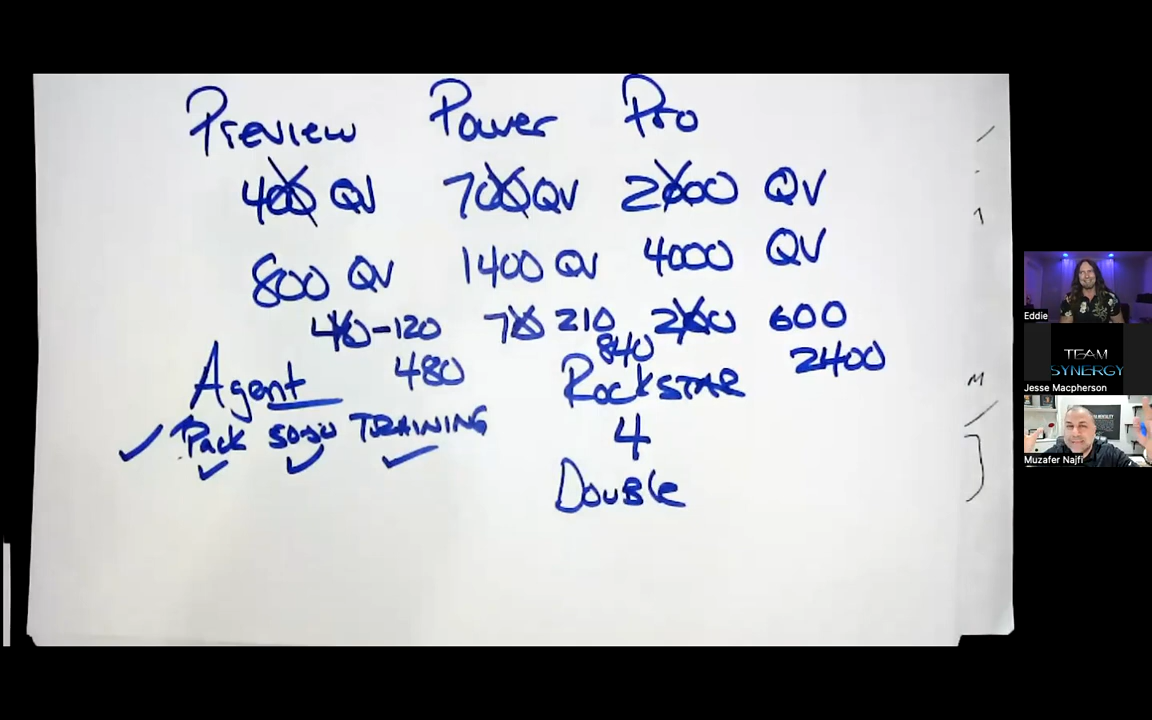 Preview Power Pro
400 QV 700 QV 2000 QV
800 QV 1400 QV 4000 QV
40-120 70 210 200 600
480 840 2400
Agent RockSTAR
Pack 50QV TRAINING 4
Double
Eddie
TEAM
SYNERGY
Jesse Macpherson
Muzafer Najfi